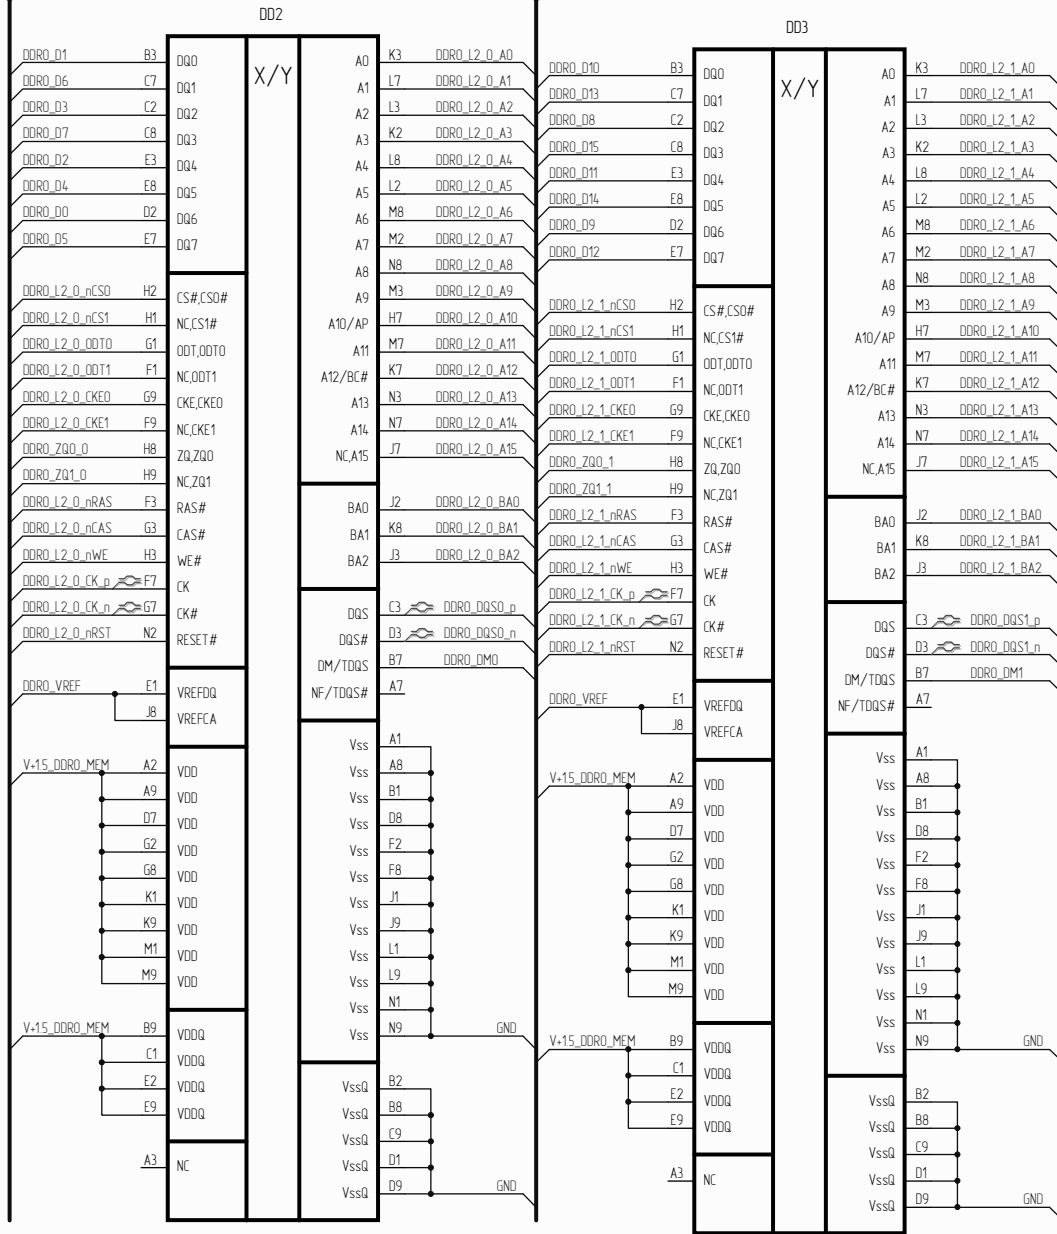 DD2
X/Y
DDR0_D1 B3 DQ0
DDR0_D6 C7 DQ1
DDR0_D3 C2 DQ2
DDR0_D7 C8 DQ3
DDR0_D2 E3 DQ4
DDR0_D4 E8 DQ5
DDR0_D0 D2 DQ6
DDR0_D5 E7 DQ7
DDR0_L2_0_nCS0 H2 CS#,CS0#
DDR0_L2_0_nCS1 H1 NC,CS1#
DDR0_L2_0_ODT0 G1 ODT,ODT0
DDR0_L2_0_ODT1 F1 NC,ODT1
DDR0_L2_0_CKE0 G9 CKE,CKE0
DDR0_L2_0_CKE1 F9 NC,CKE1
DDR0_ZQ0_0 H8 ZQ,ZQ0
DDR0_ZQ1_0 H9 NC,ZQ1
DDR0_L2_0_nRAS F3 RAS#
DDR0_L2_0_nCAS G3 CAS#
DDR0_L2_0_nWE H3 WE#
DDR0_L2_0_CK_p F7 CK
DDR0_L2_0_CK_n G7 CK#
DDR0_L2_0_nRST N2 RESET#
DDR0_VREF E1 VREFDQ
J8 VREFCA
V+1.5_DDR0_MEM A2 VDD
A9 VDD
D7 VDD
G2 VDD
G8 VDD
K1 VDD
K9 VDD
M1 VDD
M9 VDD
V+1.5_DDR0_MEM B9 VDDQ
C1 VDDQ
E2 VDDQ
E9 VDDQ
A3 NC
A0 K3 DDR0_L2_0_A0
A1 L7 DDR0_L2_0_A1
A2 L3 DDR0_L2_0_A2
A3 K2 DDR0_L2_0_A3
A4 L8 DDR0_L2_0_A4
A5 L2 DDR0_L2_0_A5
A6 M8 DDR0_L2_0_A6
A7 M2 DDR0_L2_0_A7
A8 N8 DDR0_L2_0_A8
A9 M3 DDR0_L2_0_A9
A10/AP H7 DDR0_L2_0_A10
A11 M7 DDR0_L2_0_A11
A12/BC# K7 DDR0_L2_0_A12
A13 N3 DDR0_L2_0_A13
A14 N7 DDR0_L2_0_A14
NC,A15 J7 DDR0_L2_0_A15
BA0 J2 DDR0_L2_0_BA0
BA1 K8 DDR0_L2_0_BA1
BA2 J3 DDR0_L2_0_BA2
DQS C3 DDR0_DQS0_p
DQS# D3 DDR0_DQS0_n
DM/TDQS B7 DDR0_DM0
NF/TDQS# A7
Vss A1
Vss A8
Vss B1
Vss D8
Vss F2
Vss F8
Vss J1
Vss J9
Vss L1
Vss L9
Vss N1
Vss N9 GND
VssQ B2
VssQ B8
VssQ C9
VssQ D1
VssQ D9 GND
DD3
X/Y
DDR0_D10 B3 DQ0
DDR0_D13 C7 DQ1
DDR0_D8 C2 DQ2
DDR0_D15 C8 DQ3
DDR0_D11 E3 DQ4
DDR0_D14 E8 DQ5
DDR0_D9 D2 DQ6
DDR0_D12 E7 DQ7
DDR0_L2_1_nCS0 H2 CS#,CS0#
DDR0_L2_1_nCS1 H1 NC,CS1#
DDR0_L2_1_ODT0 G1 ODT,ODT0
DDR0_L2_1_ODT1 F1 NC,ODT1
DDR0_L2_1_CKE0 G9 CKE,CKE0
DDR0_L2_1_CKE1 F9 NC,CKE1
DDR0_ZQ0_1 H8 ZQ,ZQ0
DDR0_ZQ1_1 H9 NC,ZQ1
DDR0_L2_1_nRAS F3 RAS#
DDR0_L2_1_nCAS G3 CAS#
DDR0_L2_1_nWE H3 WE#
DDR0_L2_1_CK_p F7 CK
DDR0_L2_1_CK_n G7 CK#
DDR0_L2_1_nRST N2 RESET#
DDR0_VREF E1 VREFDQ
J8 VREFCA
V+1.5_DDR0_MEM A2 VDD
A9 VDD
D7 VDD
G2 VDD
G8 VDD
K1 VDD
K9 VDD
M1 VDD
M9 VDD
V+1.5_DDR0_MEM B9 VDDQ
C1 VDDQ
E2 VDDQ
E9 VDDQ
A3 NC
A0 K3 DDR0_L2_1_A0
A1 L7 DDR0_L2_1_A1
A2 L3 DDR0_L2_1_A2
A3 K2 DDR0_L2_1_A3
A4 L8 DDR0_L2_1_A4
A5 L2 DDR0_L2_1_A5
A6 M8 DDR0_L2_1_A6
A7 M2 DDR0_L2_1_A7
A8 N8 DDR0_L2_1_A8
A9 M3 DDR0_L2_1_A9
A10/AP H7 DDR0_L2_1_A10
A11 M7 DDR0_L2_1_A11
A12/BC# K7 DDR0_L2_1_A12
A13 N3 DDR0_L2_1_A13
A14 N7 DDR0_L2_1_A14
NC,A15 J7 DDR0_L2_1_A15
BA0 J2 DDR0_L2_1_BA0
BA1 K8 DDR0_L2_1_BA1
BA2 J3 DDR0_L2_1_BA2
DQS C3 DDR0_DQS1_p
DQS# D3 DDR0_DQS1_n
DM/TDQS B7 DDR0_DM1
NF/TDQS# A7
Vss A1
Vss A8
Vss B1
Vss D8
Vss F2
Vss F8
Vss J1
Vss J9
Vss L1
Vss L9
Vss N1
Vss N9 GND
VssQ B2
VssQ B8
VssQ C9
VssQ D1
VssQ D9 GND